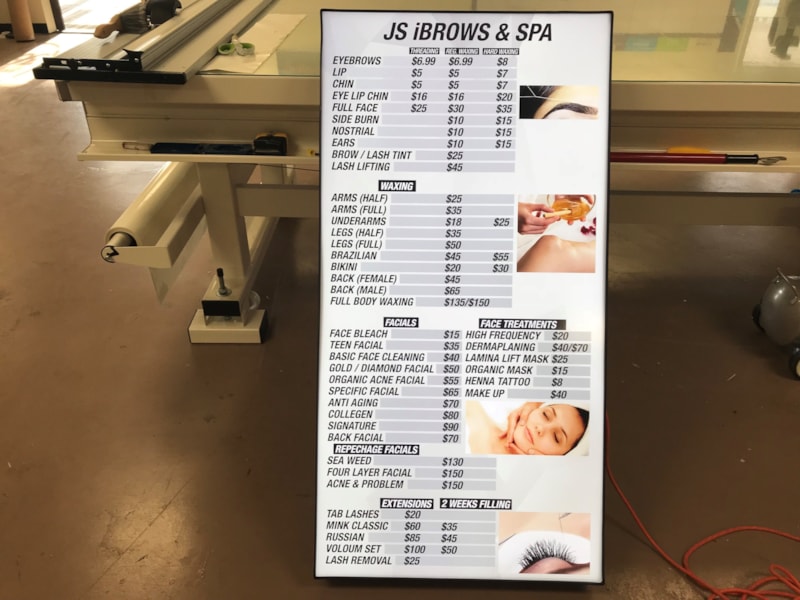 JS iBROWS & SPA
THREADING REG. WAXING HARD WAXING
EYEBROWS $6.99 $6.99 $8
LIP $5 $5 $7
CHIN $5 $5 $7
EYE LIP CHIN $16 $16 $20
FULL FACE $25 $30 $35
SIDE BURN $10 $15
NOSTRIAL $10 $15
EARS $10 $15
BROW / LASH TINT $25
LASH LIFTING $45
WAXING
ARMS (HALF) $25
ARMS (FULL) $35
UNDERARMS $18 $25
LEGS (HALF) $35
LEGS (FULL) $50
BRAZILIAN $45 $55
BIKINI $20 $30
BACK (FEMALE) $45
BACK (MALE) $65
FULL BODY WAXING $135/$150
FACIALS
FACE BLEACH $15
TEEN FACIAL $35
BASIC FACE CLEANING $40
GOLD / DIAMOND FACIAL $50
ORGANIC ACNE FACIAL $55
SPECIFIC FACIAL $65
ANTI AGING $70
COLLEGEN $80
SIGNATURE $90
BACK FACIAL $70
FACE TREATMENTS
HIGH FREQUENCY $20
DERMAPLANING $40/$70
LAMINA LIFT MASK $25
ORGANIC MASK $15
HENNA TATTOO $8
MAKE UP $40
REPECHAGE FACIALS
SEA WEED $130
FOUR LAYER FACIAL $150
ACNE & PROBLEM $150
EXTENSIONS 2 WEEKS FILLING
TAB LASHES $20
MINK CLASSIC $60 $35
RUSSIAN $85 $45
VOLOUM SET $100 $50
LASH REMOVAL $25